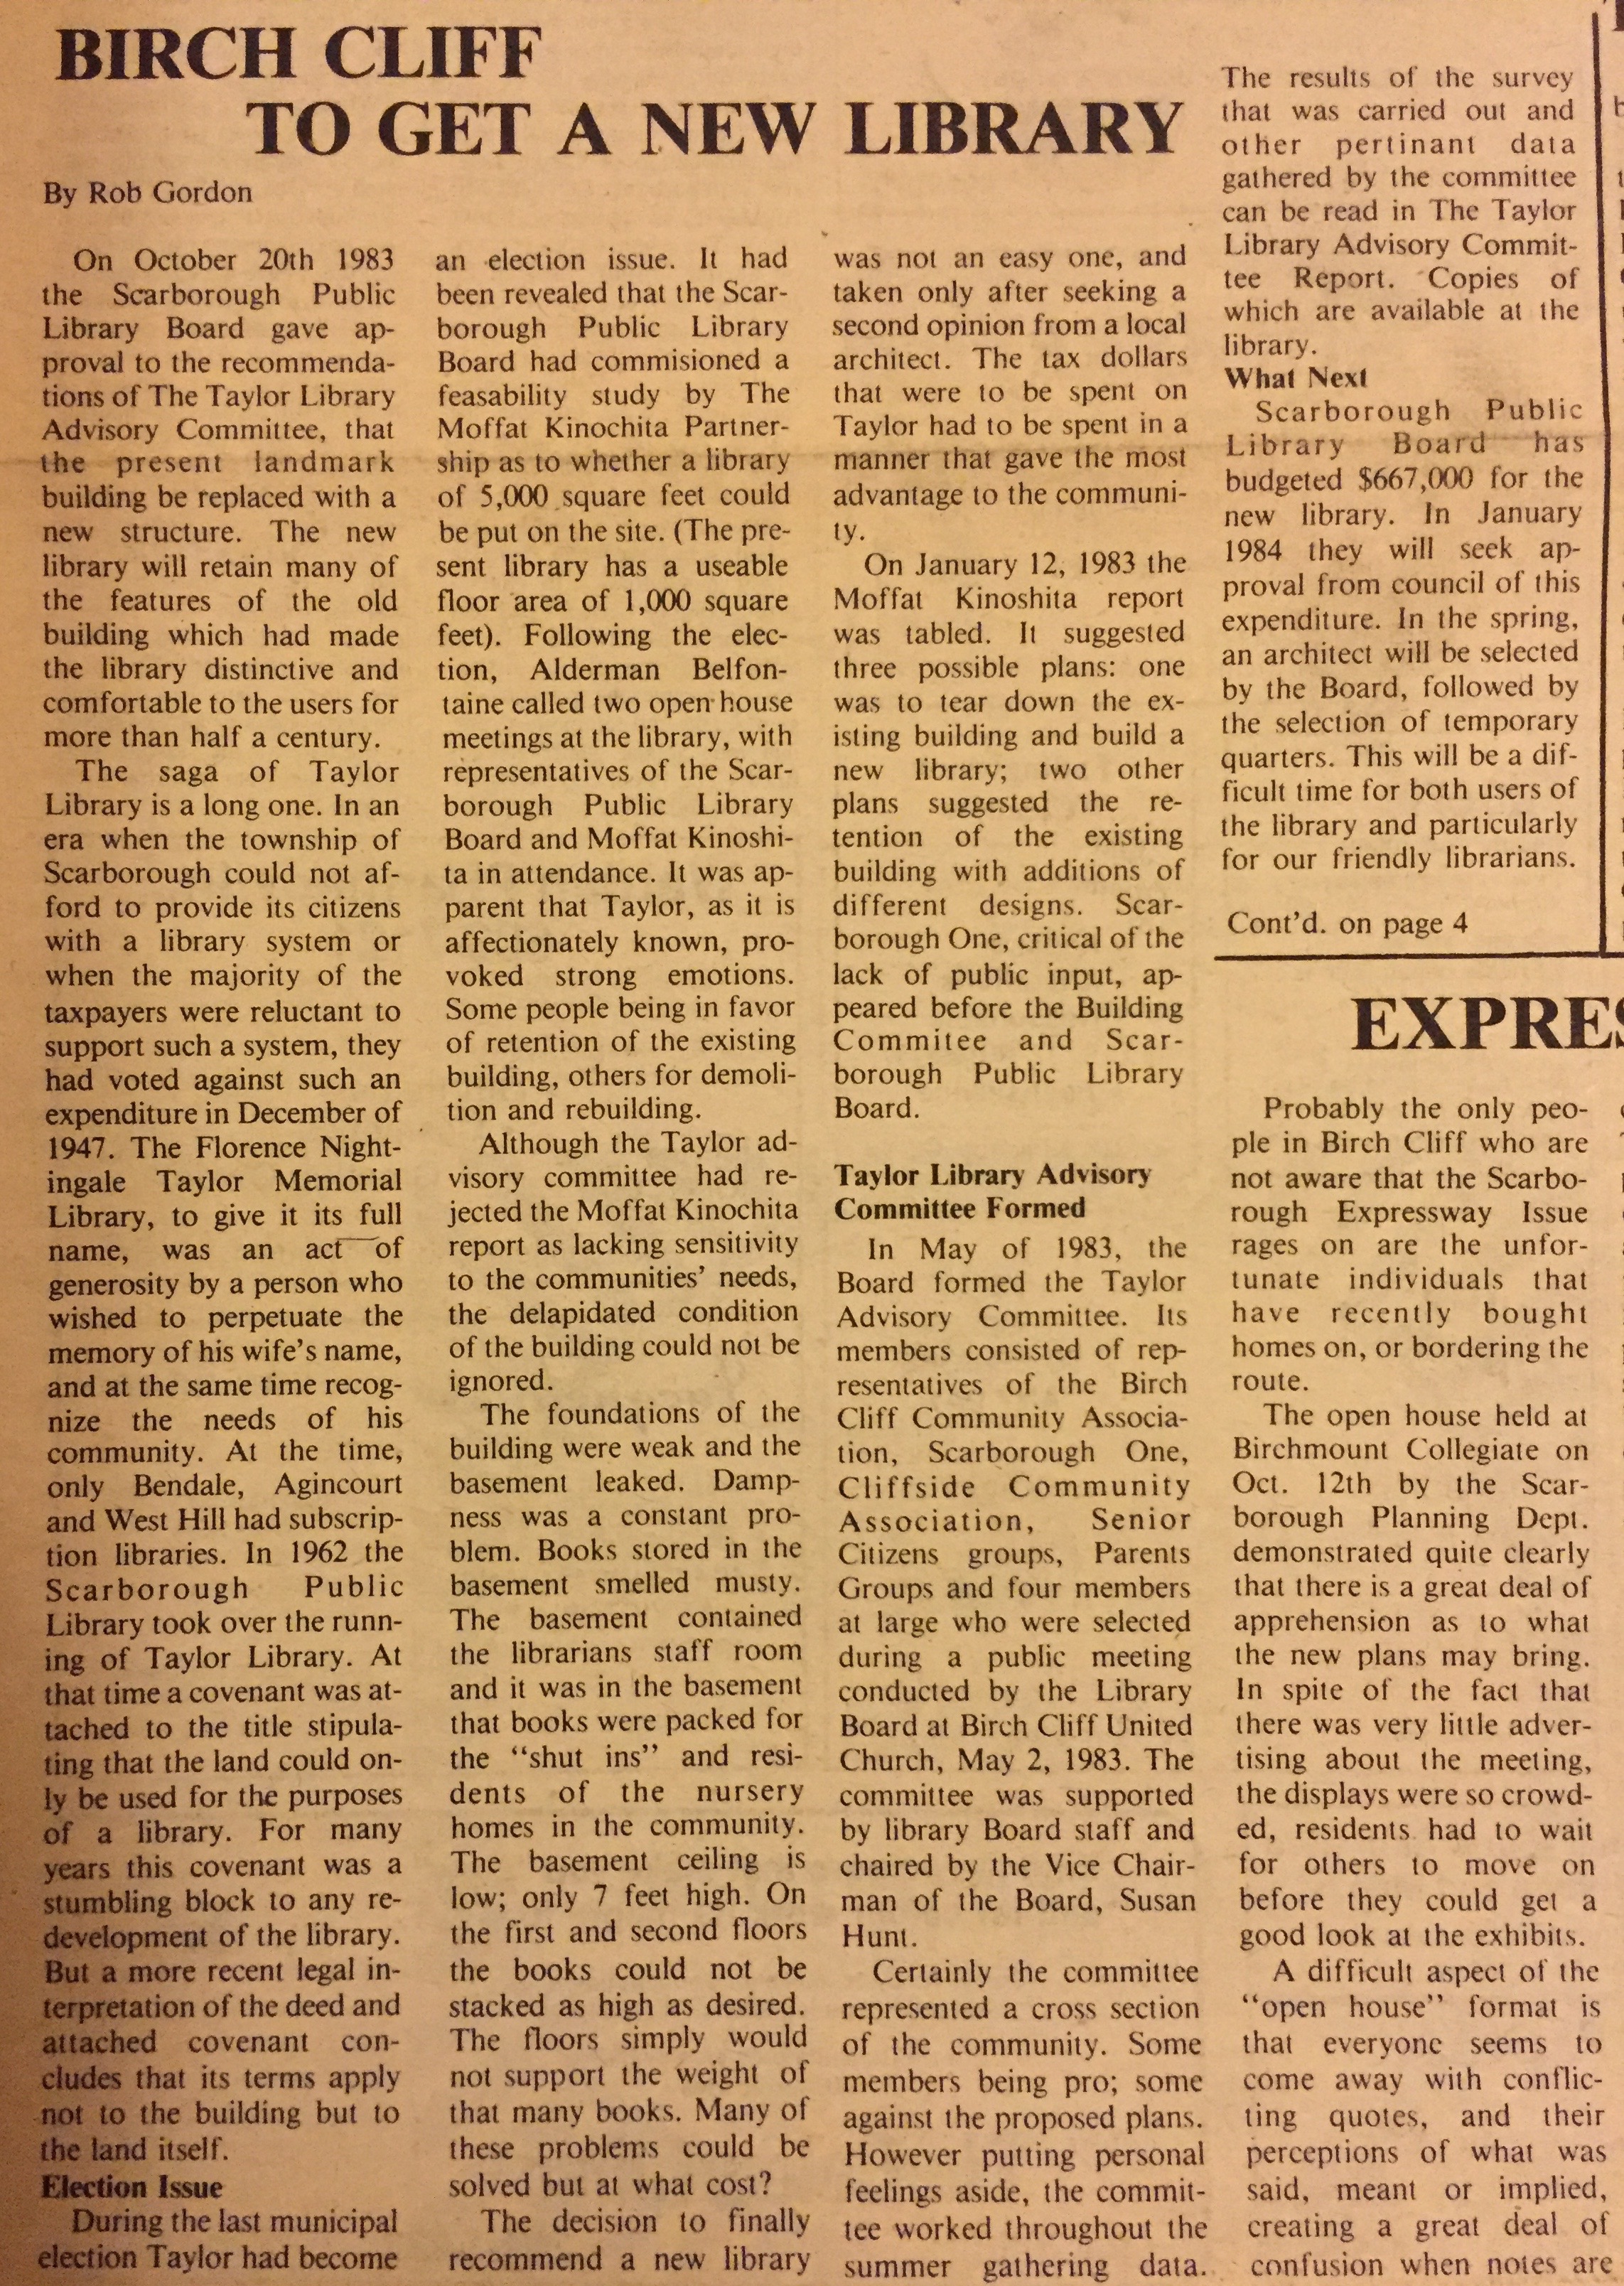 BIRCH CLIFF
TO GET A NEW LIBRARY
By Rob Gordon
On October 20th 1983
the Scarborough Public
Library Board gave ap-
proval to the recommenda-
tions of The Taylor Library
Advisory Committee, that
the present landmark
building be replaced with a
new structure. The new
library will retain many of
the features of the old
building which had made
the library distinctive and
comfortable to the users for
more than half a century.
The saga of Taylor
Library is a long one. In an
era when the township of
Scarborough could not af-
ford to provide its citizens
with a library system or
when the majority of the
taxpayers were reluctant to
support such a system, they
had voted against such an
expenditure in December of
1947. The Florence Night-
ingale Taylor Memorial
Library, to give it its full
name, was an act of
generosity by a person who
wished to perpetuate the
memory of his wife's name,
and at the same time recog-
nize the needs of his
community. At the time,
only Bendale, Agincourt
and West Hill had subscrip-
tion libraries. In 1962 the
Scarborough Public
Library took over the runn-
ing of Taylor Library. At
that time a covenant was at-
tached to the title stipula-
ting that the land could on-
ly be used for the purposes
of a library. For many
years this covenant was a
stumbling block to any re-
development of the library.
But a more recent legal in-
terpretation of the deed and
attached covenant con-
cludes that its terms apply
not to the building but to
the land itself.
Election Issue
During the last municipal
election Taylor had become
an election issue. It had
been revealed that the Scar-
borough Public Library
Board had commisioned a
feasability study by The
Moffat Kinochita Partner-
ship as to whether a library
of 5,000 square feet could
be put on the site. (The pre-
sent library has a useable
floor area of 1,000 square
feet). Following the elec-
tion, Alderman Belfon-
taine called two open house
meetings at the library, with
representatives of the Scar-
borough Public Library
Board and Moffat Kinoshi-
ta in attendance. It was ap-
parent that Taylor, as it is
affectionately known, pro-
voked strong emotions.
Some people being in favor
of retention of the existing
building, others for demoli-
tion and rebuilding.
Although the Taylor ad-
visory committee had re-
jected the Moffat Kinochita
report as lacking sensitivity
to the communities' needs,
the delapidated condition
of the building could not be
ignored.
The foundations of the
building were weak and the
basement leaked. Damp-
ness was a constant pro-
blem. Books stored in the
basement smelled musty.
The basement contained
the librarians staff room
and it was in the basement
that books were packed for
the "shut ins" and resi-
dents of the nursery
homes in the community.
The basement ceiling is
low; only 7 feet high. On
the first and second floors
the books could not be
stacked as high as desired.
The floors simply would
not support the weight of
that many books. Many of
these problems could be
solved but at what cost?
The decision to finally
recommend a new library
was not an easy one, and
taken only after seeking a
second opinion from a local
architect. The tax dollars
that were to be spent on
Taylor had to be spent in a
manner that gave the most
advantage to the communi-
ty.
On January 12, 1983 the
Moffat Kinoshita report
was tabled. It suggested
three possible plans: one
was to tear down the ex-
isting building and build a
new library; two other
plans suggested the re-
tention of the existing
building with additions of
different designs. Scar-
borough One, critical of the
lack of public input, ap-
peared before the Building
Commitee and Scar-
borough Public Library
Board.
Taylor Library Advisory
Committee Formed
In May of 1983, the
Board formed the Taylor
Advisory Committee. Its
members consisted of rep-
resentatives of the Birch
Cliff Community Associa-
tion, Scarborough One,
Cliffside Community
Association, Senior
Citizens groups, Parents
Groups and four members
at large who were selected
during a public meeting
conducted by the Library
Board at Birch Cliff United
Church, May 2, 1983. The
committee was supported
by library Board staff and
chaired by the Vice Chair-
man of the Board, Susan
Hunt.
Certainly the committee
represented a cross section
of the community. Some
members being pro; some
against the proposed plans.
However putting personal
feelings aside, the commit-
tee worked throughout the
summer gathering data.
The results of the survey
that was carried out and
other pertinant data
gathered by the committee
can be read in The Taylor
Library Advisory Commit-
tee Report. Copies of
which are available at the
library.
What Next
Scarborough Public
Library Board has
budgeted $667,000 for the
new library. In January
1984 they will seek ap-
proval from council of this
expenditure. In the spring,
an architect will be selected
by the Board, followed by
the selection of temporary
quarters. This will be a dif-
ficult time for both users of
the library and particularly
for our friendly librarians.
Cont'd. on page 4
EXPRES
Probably the only peo-
ple in Birch Cliff who are
not aware that the Scarbo-
rough Expressway Issue
rages on are the unfor-
tunate individuals that
have recently bought
homes on, or bordering the
route.
The open house held at
Birchmount Collegiate on
Oct. 12th by the Scar-
borough Planning Dept.
demonstrated quite clearly
that there is a great deal of
apprehension as to what
the new plans may bring.
In spite of the fact that
there was very little adver-
tising about the meeting,
the displays were so crowd-
ed, residents had to wait
for others to move on
before they could get a
good look at the exhibits.
A difficult aspect of the
"open house" format is
that everyone seems to
come away with conflic-
ting quotes, and their
perceptions of what was
said, meant or implied,
creating a great deal of
confusion when notes are